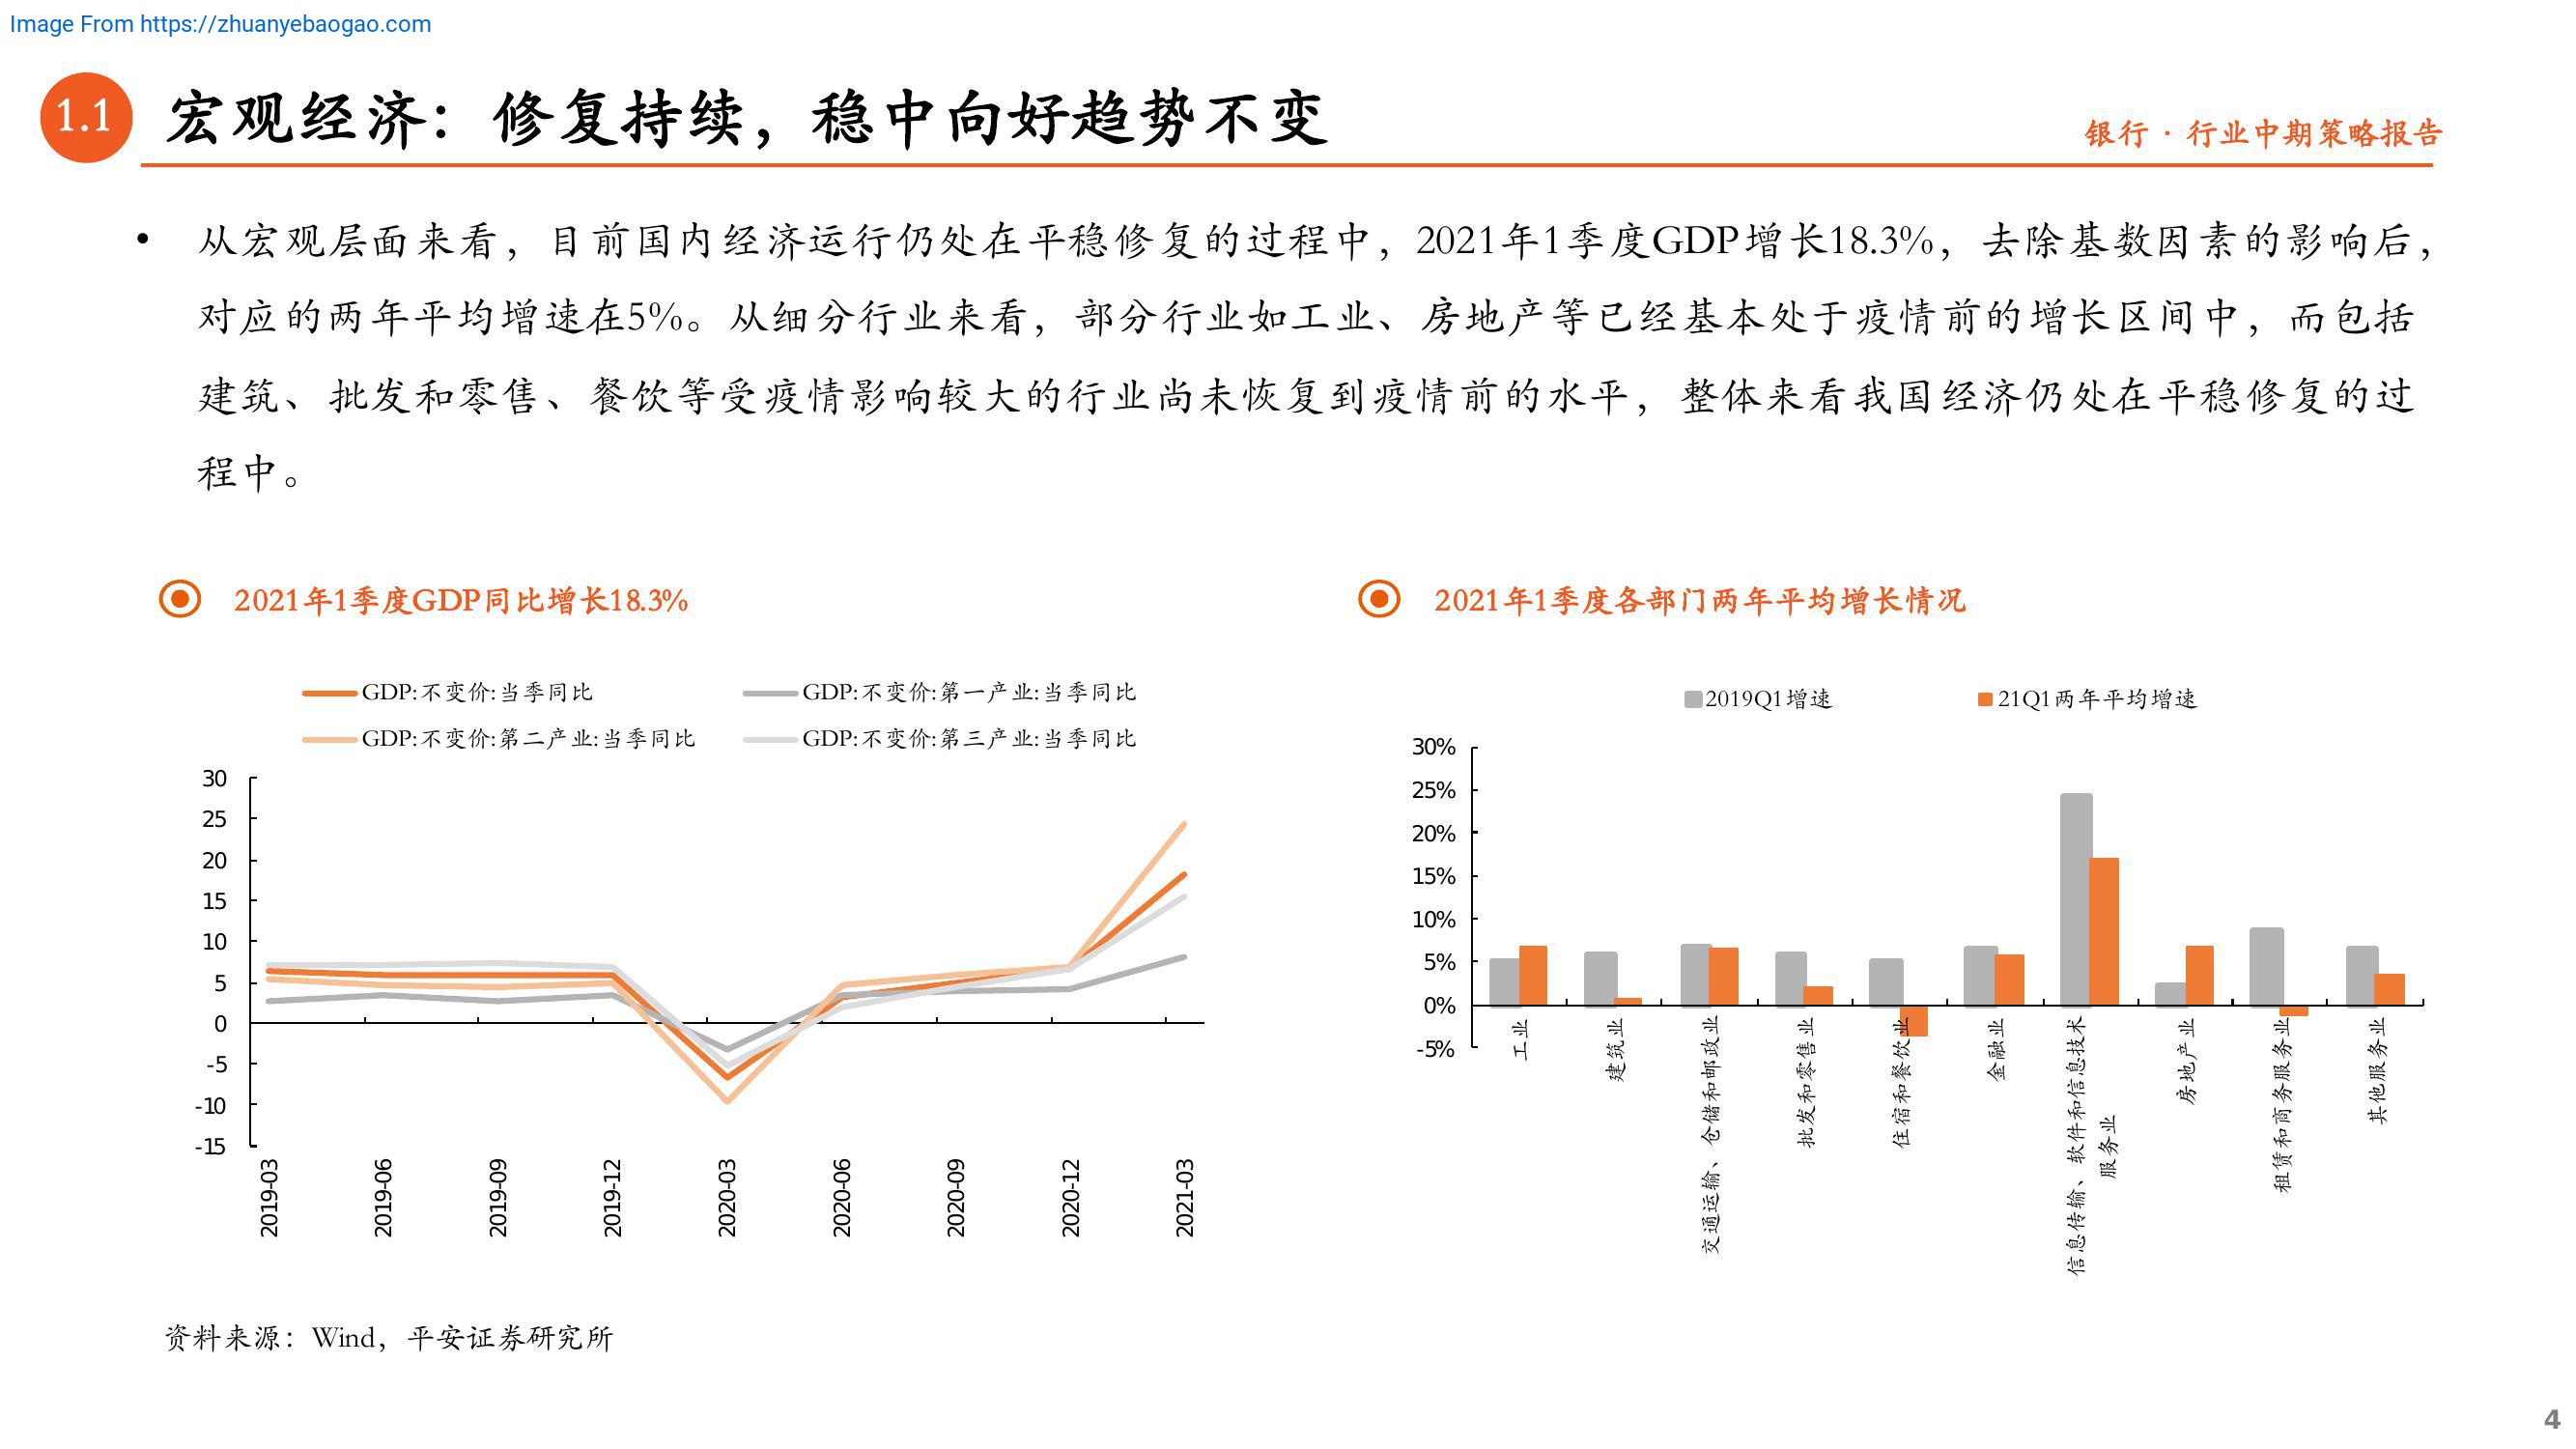 Image From https://zhuanyebaogao.com
1.1
宏观经济：修复持续，稳中向好趋势不变
银行 · 行业中期策略报告
• 从宏观层面来看，目前国内经济运行仍处在平稳修复的过程中，2021年1季度GDP增长18.3%，去除基数因素的影响后，
对应的两年平均增速在5%。从细分行业来看，部分行业如工业、房地产等已经基本处于疫情前的增长区间中，而包括
建筑、批发和零售、餐饮等受疫情影响较大的行业尚未恢复到疫情前的水平，整体来看我国经济仍处在平稳修复的过
程中。
2021年1季度GDP同比增长18.3%
GDP:不变价:当季同比
GDP:不变价:第一产业:当季同比
GDP:不变价:第二产业:当季同比
GDP:不变价:第三产业:当季同比
30
25
20
15
10
5
0
-5
-10
-15
2019-03
2019-06
2019-09
2019-12
2020-03
2020-06
2020-09
2020-12
2021-03
2021年1季度各部门两年平均增长情况
2019Q1增速
21Q1两年平均增速
30%
25%
20%
15%
10%
5%
0%
-5%
工业
建筑业
交通运输、仓储和邮政业
批发和零售业
住宿和餐饮业
金融业
信息传输、软件和信息技术
服务业
房地产业
租赁和商务服务业
其他服务业
资料来源：Wind，平安证券研究所
4